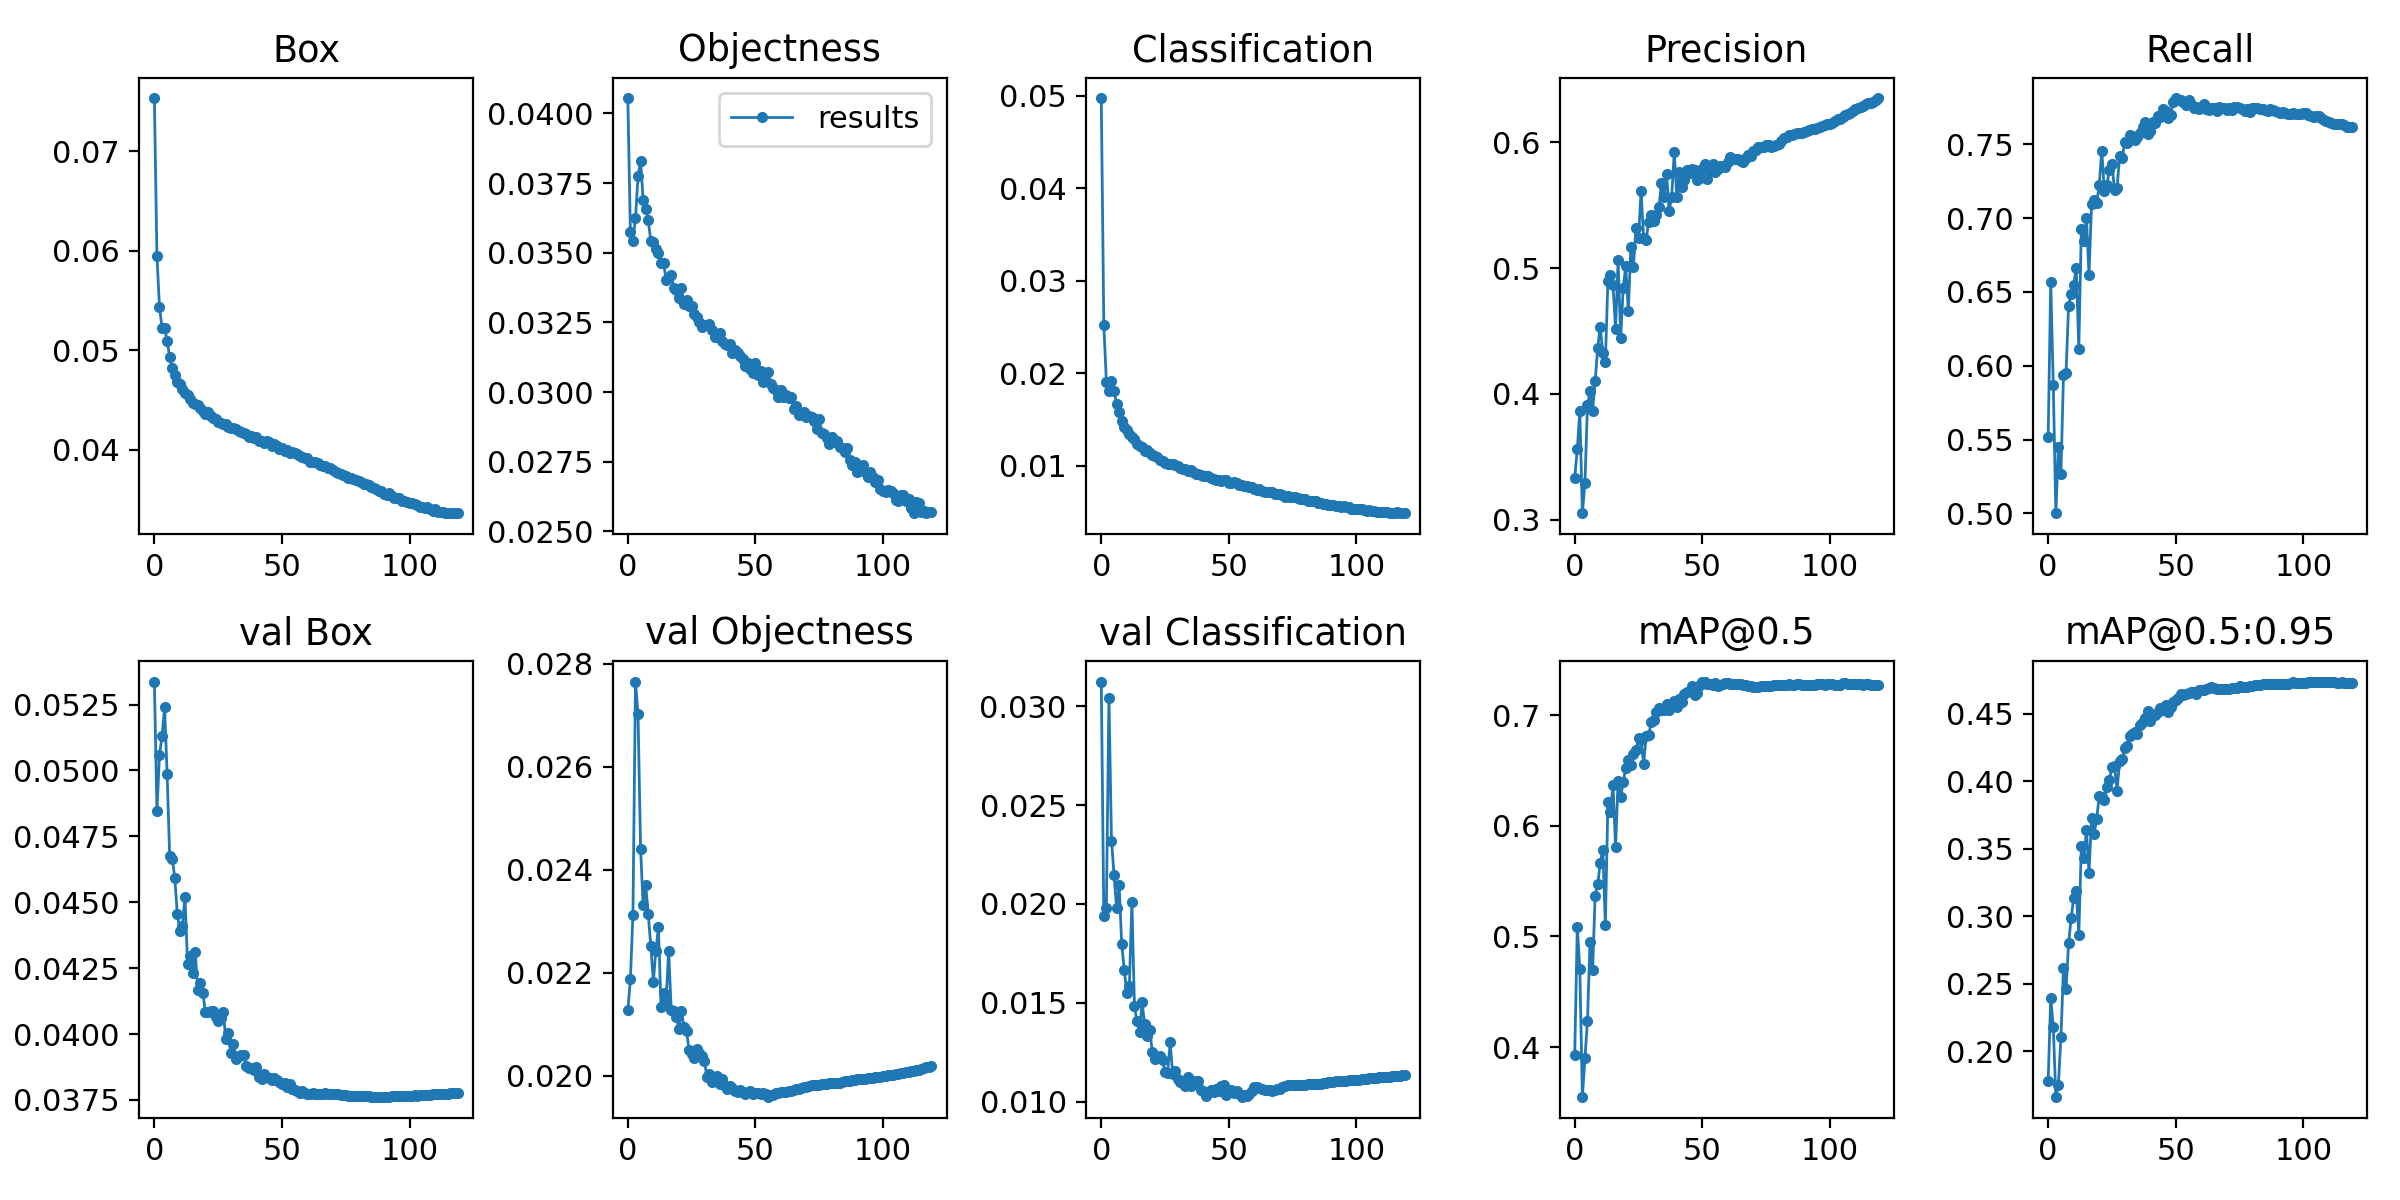 Box
Objectness
Classification
Precision
Recall
0.07
0.06
0.05
0.04
0 50 100
results
0.0400
0.0375
0.0350
0.0325
0.0300
0.0275
0.0250
0 50 100
0.05
0.04
0.03
0.02
0.01
0 50 100
0.6
0.5
0.4
0.3
0 50 100
0.75
0.70
0.65
0.60
0.55
0.50
0 50 100
val Box
val Objectness
val Classification
mAP@0.5
mAP@0.5:0.95
0.0525
0.0500
0.0475
0.0450
0.0425
0.0400
0.0375
0 50 100
0.028
0.026
0.024
0.022
0.020
0 50 100
0.030
0.025
0.020
0.015
0.010
0 50 100
0.7
0.6
0.5
0.4
0 50 100
0.45
0.40
0.35
0.30
0.25
0.20
0 50 100